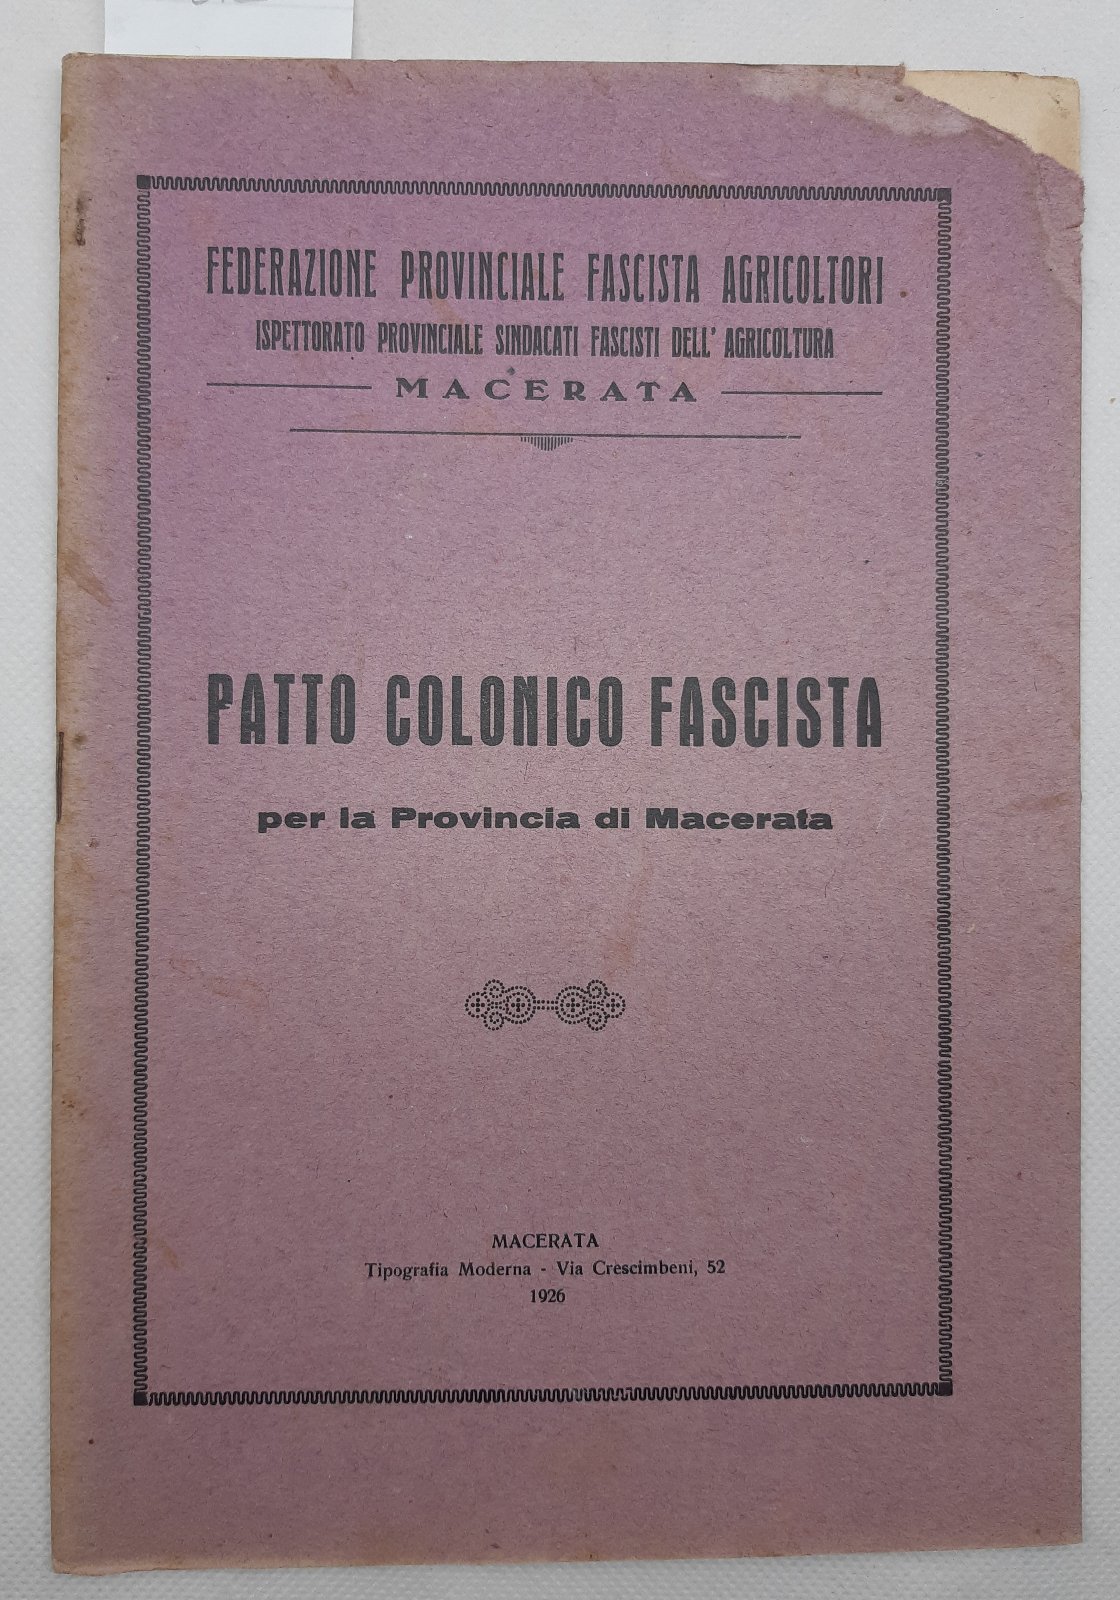 FEDERAZIONE PROVINCIALE FASCISTA AGRICOLTORI
ISPETTORATO PROVINCIALE SINDACATI FASCISTI DELL' AGRICOLTURA
MACERATA
PATTO COLONICO FASCISTA
per la Provincia di Macerata
MACERATA
Tipografia Moderna - Via Crescimbeni, 52
1926